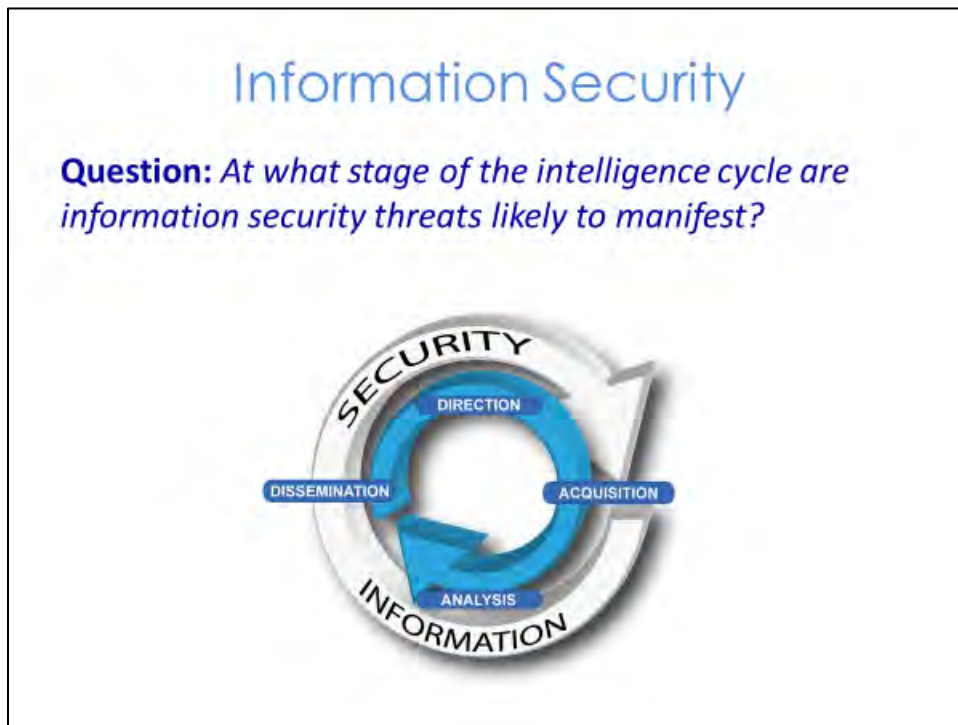 Information Security
Question: At what stage of the intelligence cycle are
information security threats likely to manifest?
SECURITY
DIRECTION
DISSEMINATION
ACQUISITION
ANALYSIS
INFORMATION